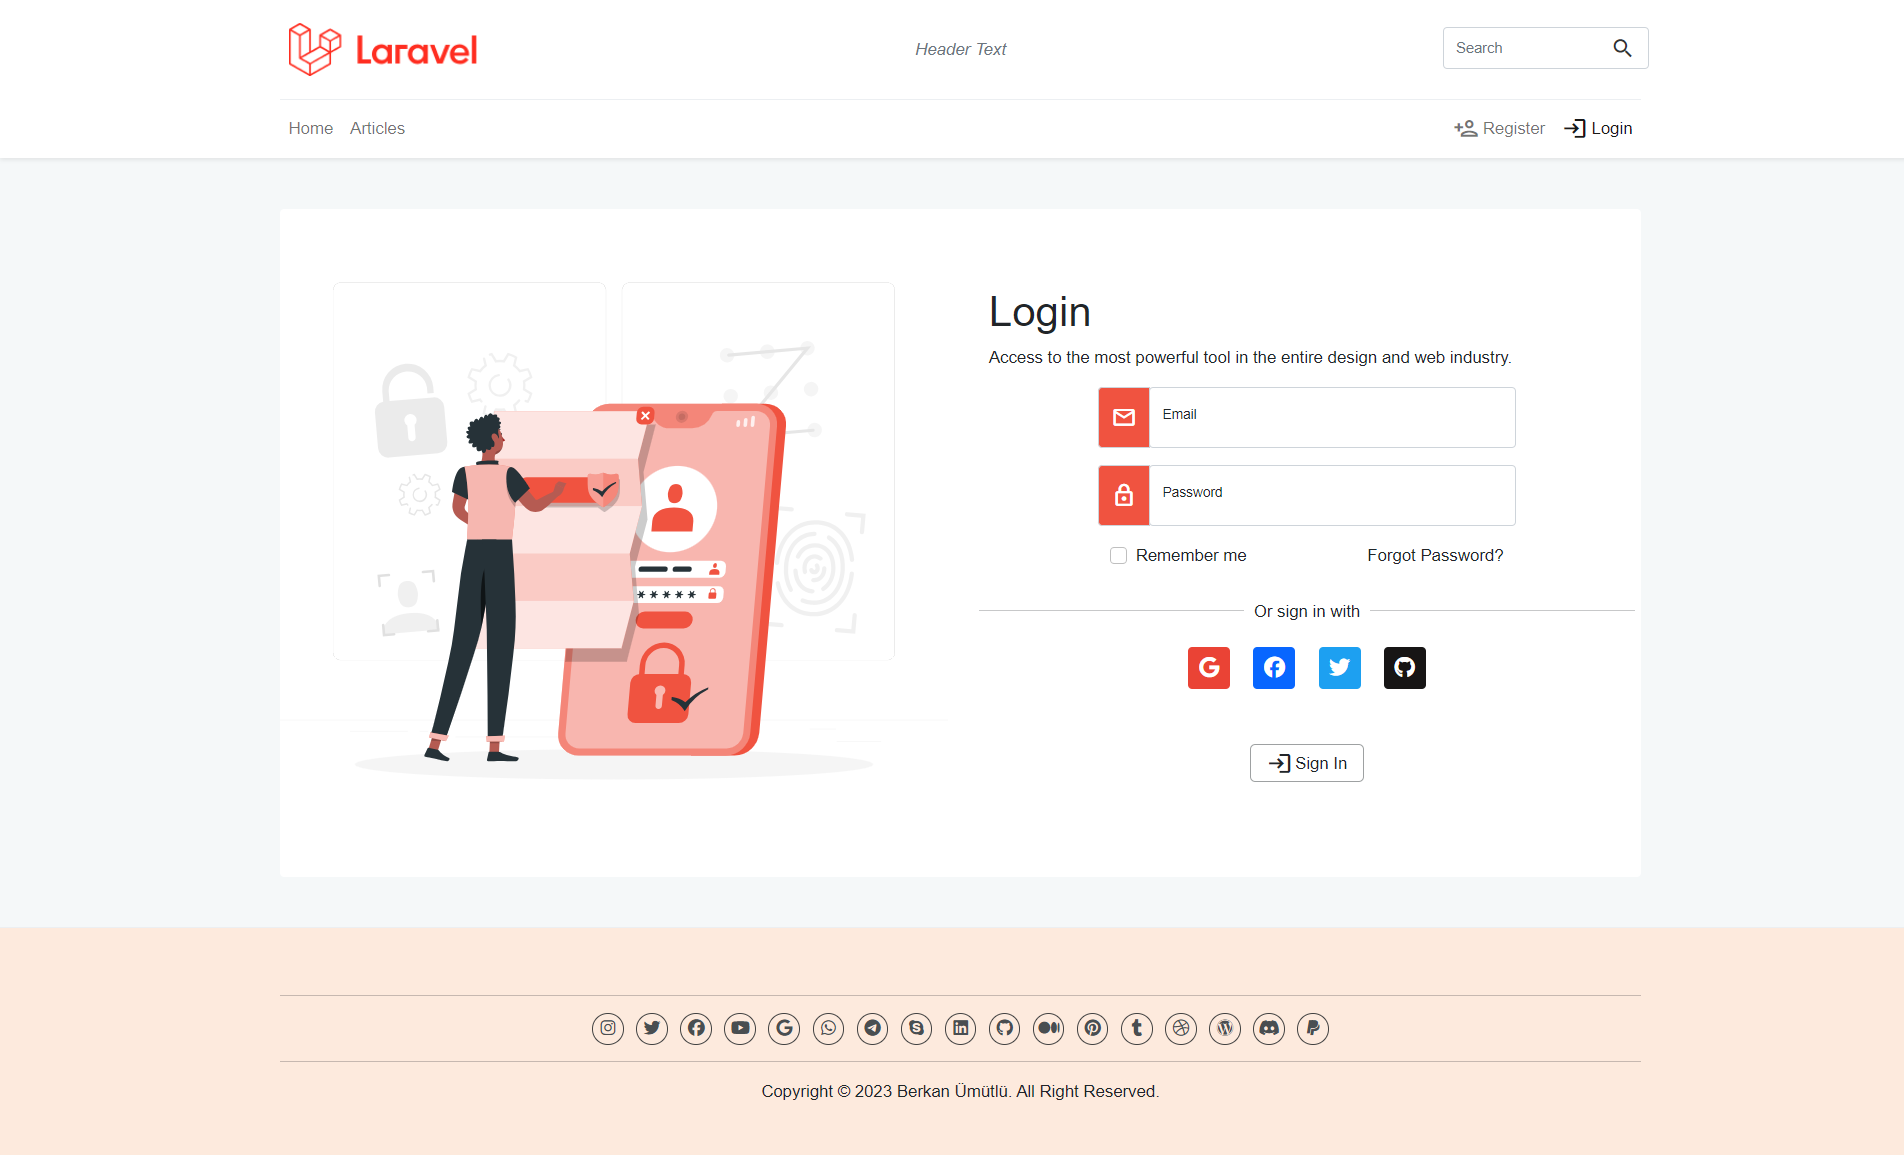 Laravel
Header Text
Search
Home Articles
Register Login
Login
Access to the most powerful tool in the entire design and web industry.
Email
Password
Remember me Forgot Password?
Or sign in with
Sign In
Copyright © 2023 Berkan Ümütlü. All Right Reserved.